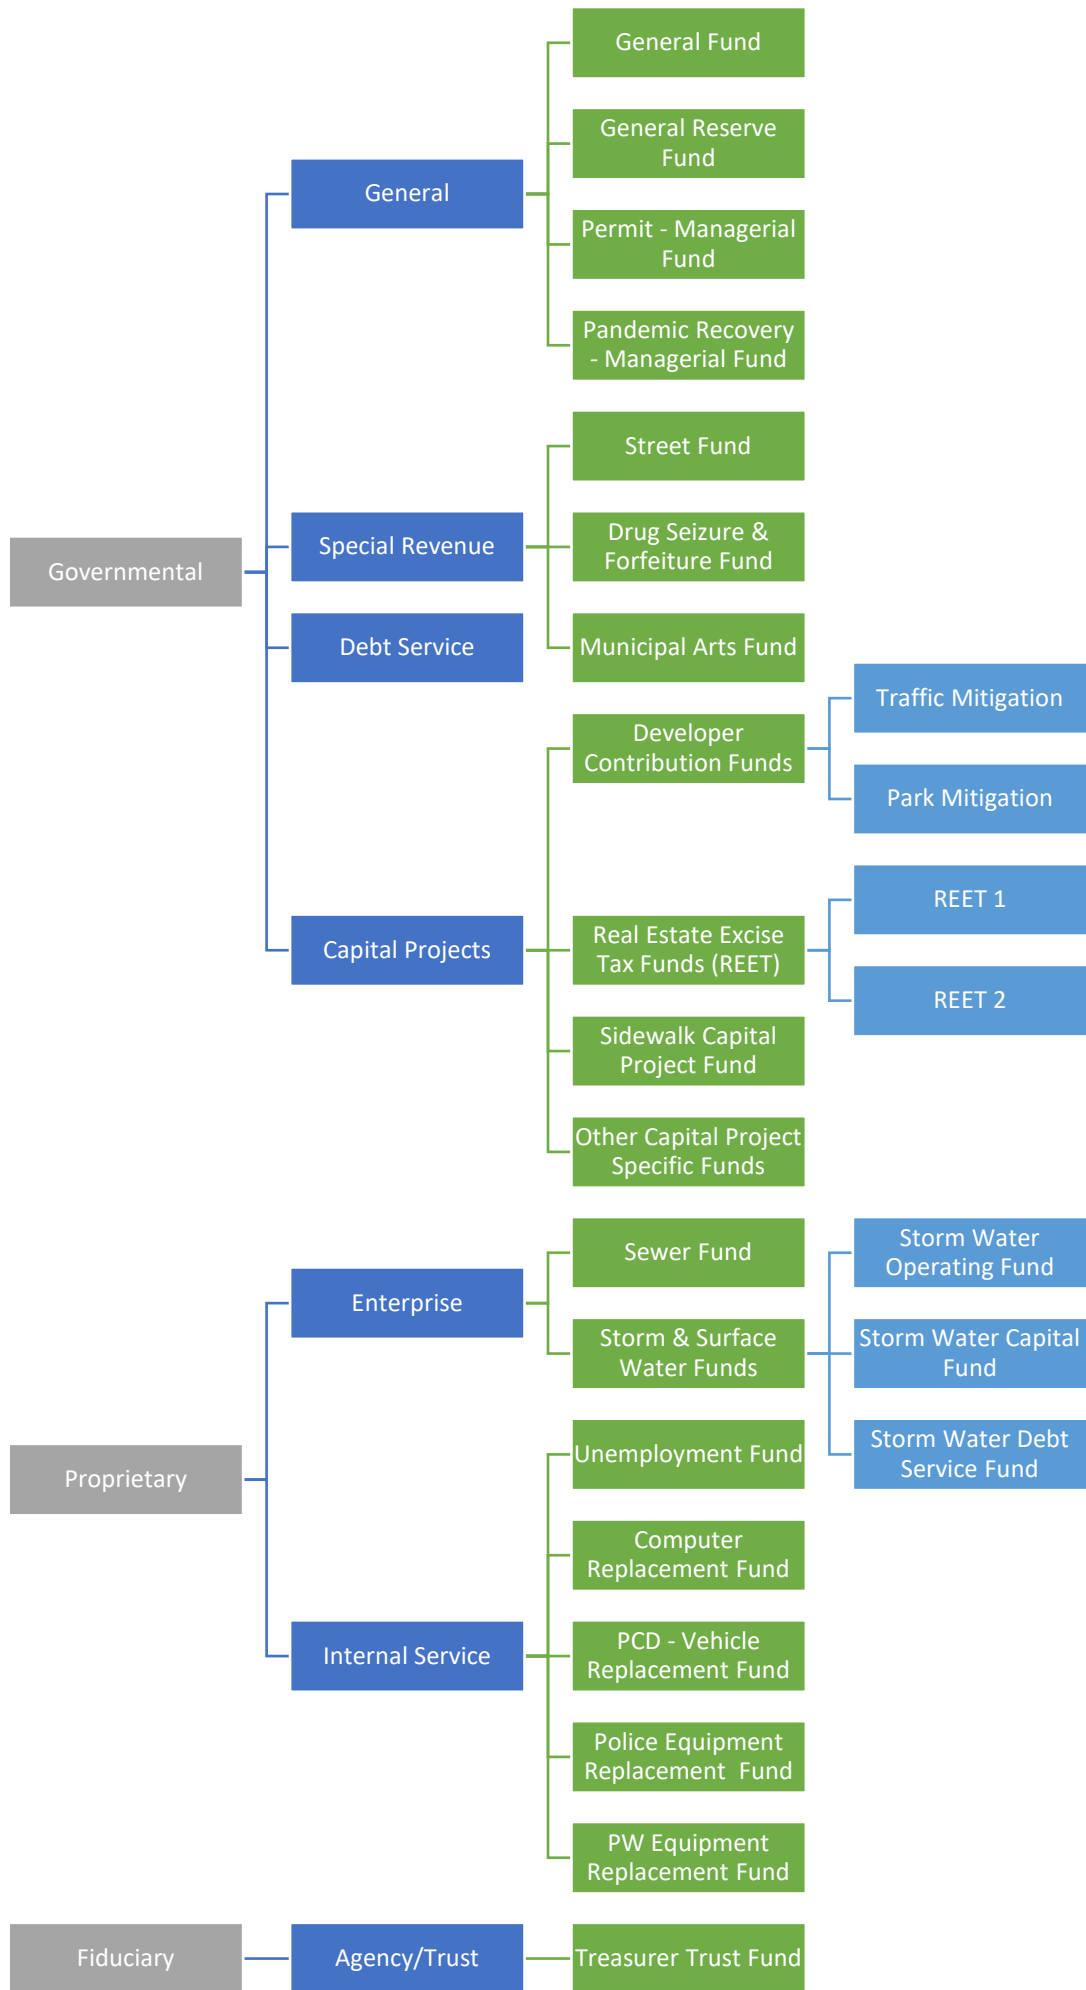 General Fund
General Reserve
Fund
General
Permit - Managerial
Fund
Pandemic Recovery
- Managerial Fund
Street Fund
Special Revenue
Drug Seizure &
Forfeiture Fund
Governmental
Debt Service
Municipal Arts Fund
Traffic Mitigation
Developer
Contribution Funds
Park Mitigation
REET 1
Capital Projects
Real Estate Excise
Tax Funds (REET)
REET 2
Sidewalk Capital
Project Fund
Other Capital Project
Specific Funds
Sewer Fund
Storm Water
Operating Fund
Enterprise
Storm & Surface
Water Funds
Storm Water Capital
Fund
Unemployment Fund
Storm Water Debt
Service Fund
Proprietary
Computer
Replacement Fund
Internal Service
PCD - Vehicle
Replacement Fund
Police Equipment
Replacement  Fund
PW Equipment
Replacement Fund
Fiduciary
Agency/Trust
Treasurer Trust Fund